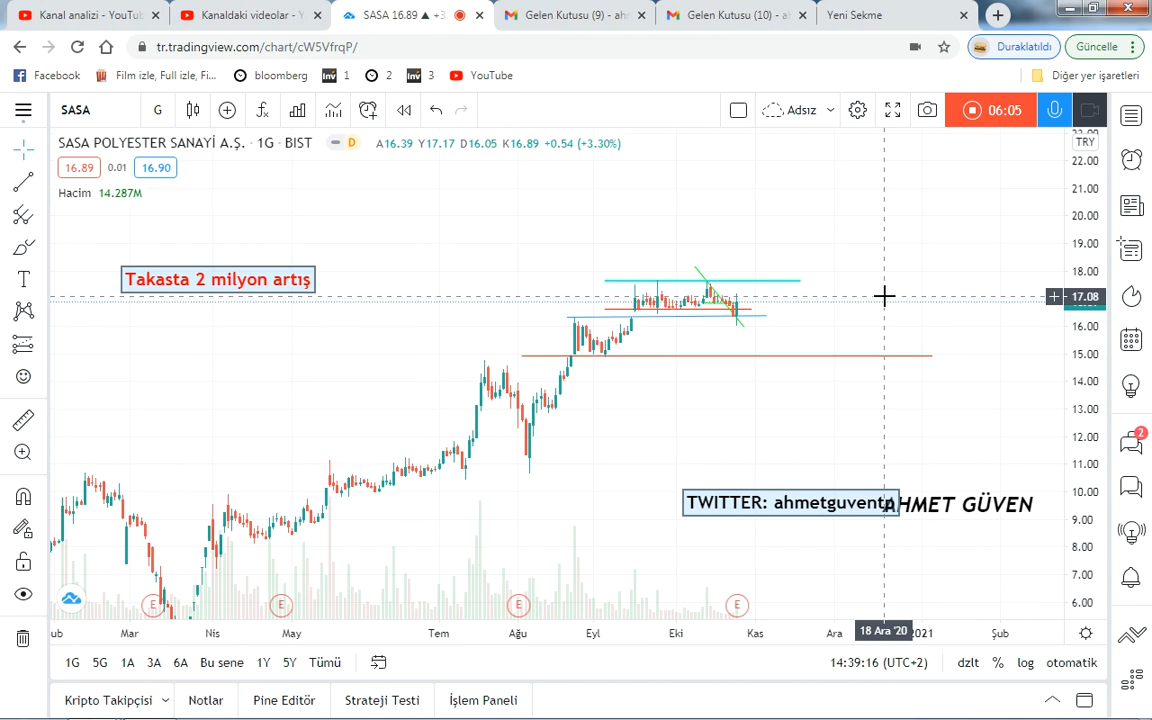 Kanal analizi - YouTu
Kanaldaki videolar - Y
SASA 16.89 ▲ +3
Gelen Kutusu (9) - ah
Gelen Kutusu (10) - a
Yeni Sekme
tr.tradingview.com/chart/cW5VfrqP/
Duraklatıldı
Güncelle
Facebook
Film izle, Full izle, Fi...
bloomberg
1
2
3
YouTube
Diğer yer işaretleri
SASA
G
Adsız
06:05
SASA POLYESTER SANAYİ A.Ş. · 1G · BIST
D
A16.39 Y17.17 D16.05 K16.89 +0.54 (+3.30%)
16.89
0.01
16.90
Hacim 14.287M
TRY
22.00
21.00
20.00
19.00
18.00
17.08
16.00
15.00
14.00
13.00
12.00
11.00
10.00
9.00
8.00
7.00
6.00
2
Takasta 2 milyon artış
TWITTER: ahmetguventp
AHMET GÜVEN
E
E
E
E
ub
Mar
Nis
May
Tem
Ağu
Eyl
Eki
Kas
Ara
18 Ara '20
2021
Şub
1G 5G 1A 3A 6A Bu sene 1Y 5Y Tümü
14:39:16 (UTC+2)
dzlt % log otomatik
Kripto Takipçisi
Notlar
Pine Editör
Strateji Testi
İşlem Paneli